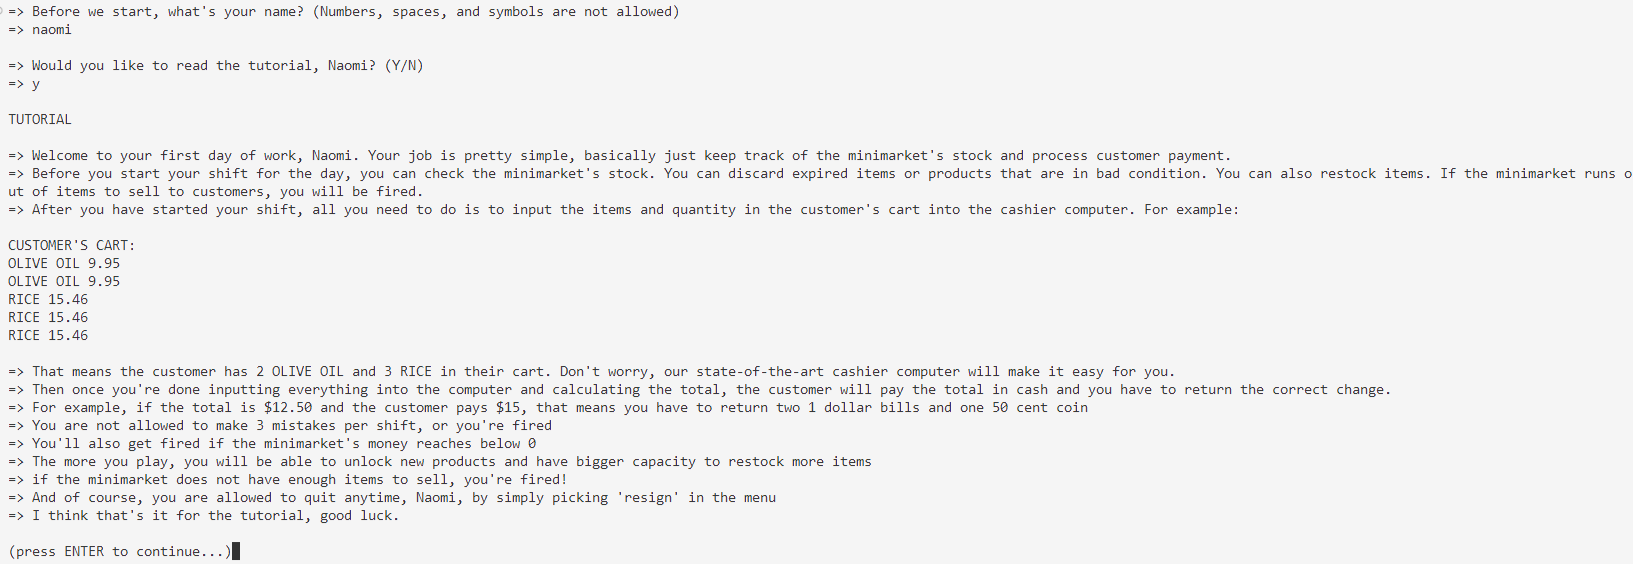 => Before we start, what's your name? (Numbers, spaces, and symbols are not allowed)
=> naomi
=> Would you like to read the tutorial, Naomi? (Y/N)
=> y
TUTORIAL
=> Welcome to your first day of work, Naomi. Your job is pretty simple, basically just keep track of the minimarket's stock and process customer payment.
=> Before you start your shift for the day, you can check the minimarket's stock. You can discard expired items or products that are in bad condition. You can also restock items. If the minimarket runs o
ut of items to sell to customers, you will be fired.
=> After you have started your shift, all you need to do is to input the items and quantity in the customer's cart into the cashier computer. For example:
CUSTOMER'S CART:
OLIVE OIL 9.95
OLIVE OIL 9.95
RICE 15.46
RICE 15.46
RICE 15.46
=> That means the customer has 2 OLIVE OIL and 3 RICE in their cart. Don't worry, our state-of-the-art cashier computer will make it easy for you.
=> Then once you're done inputting everything into the computer and calculating the total, the customer will pay the total in cash and you have to return the correct change.
=> For example, if the total is $12.50 and the customer pays $15, that means you have to return two 1 dollar bills and one 50 cent coin
=> You are not allowed to make 3 mistakes per shift, or you're fired
=> You'll also get fired if the minimarket's money reaches below 0
=> The more you play, you will be able to unlock new products and have bigger capacity to restock more items
=> if the minimarket does not have enough items to sell, you're fired!
=> And of course, you are allowed to quit anytime, Naomi, by simply picking 'resign' in the menu
=> I think that's it for the tutorial, good luck.
(press ENTER to continue...)